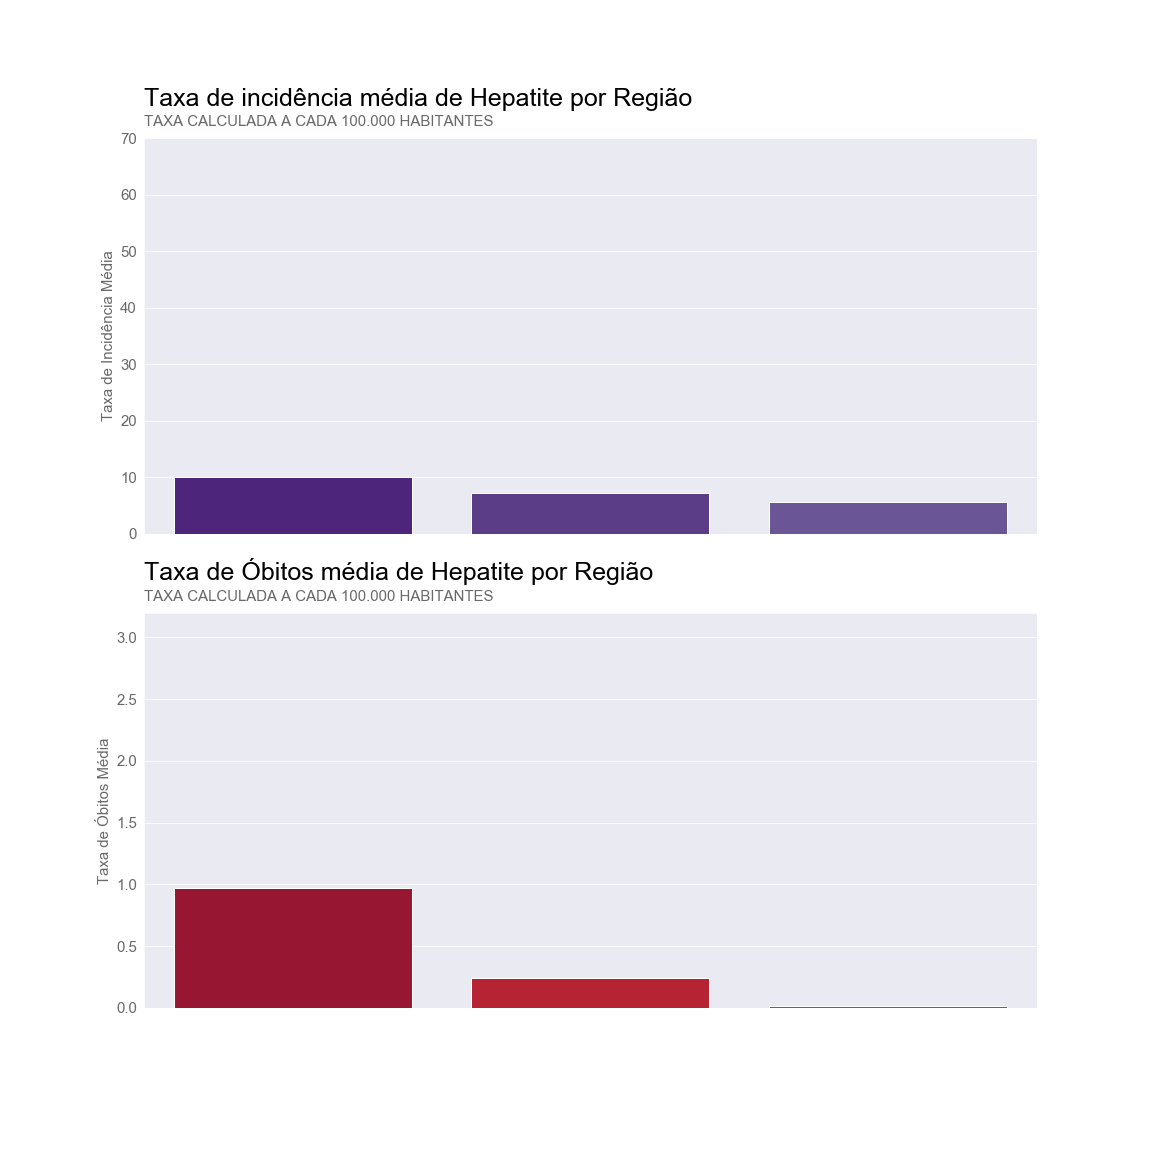 Taxa de incidência média de Hepatite por Região
TAXA CALCULADA A CADA 100.000 HABITANTES
70
60
50
40
30
20
10
0
Taxa de Incidência Média
Taxa de Óbitos média de Hepatite por Região
TAXA CALCULADA A CADA 100.000 HABITANTES
3.0
2.5
2.0
1.5
1.0
0.5
0.0
Taxa de Óbitos Média